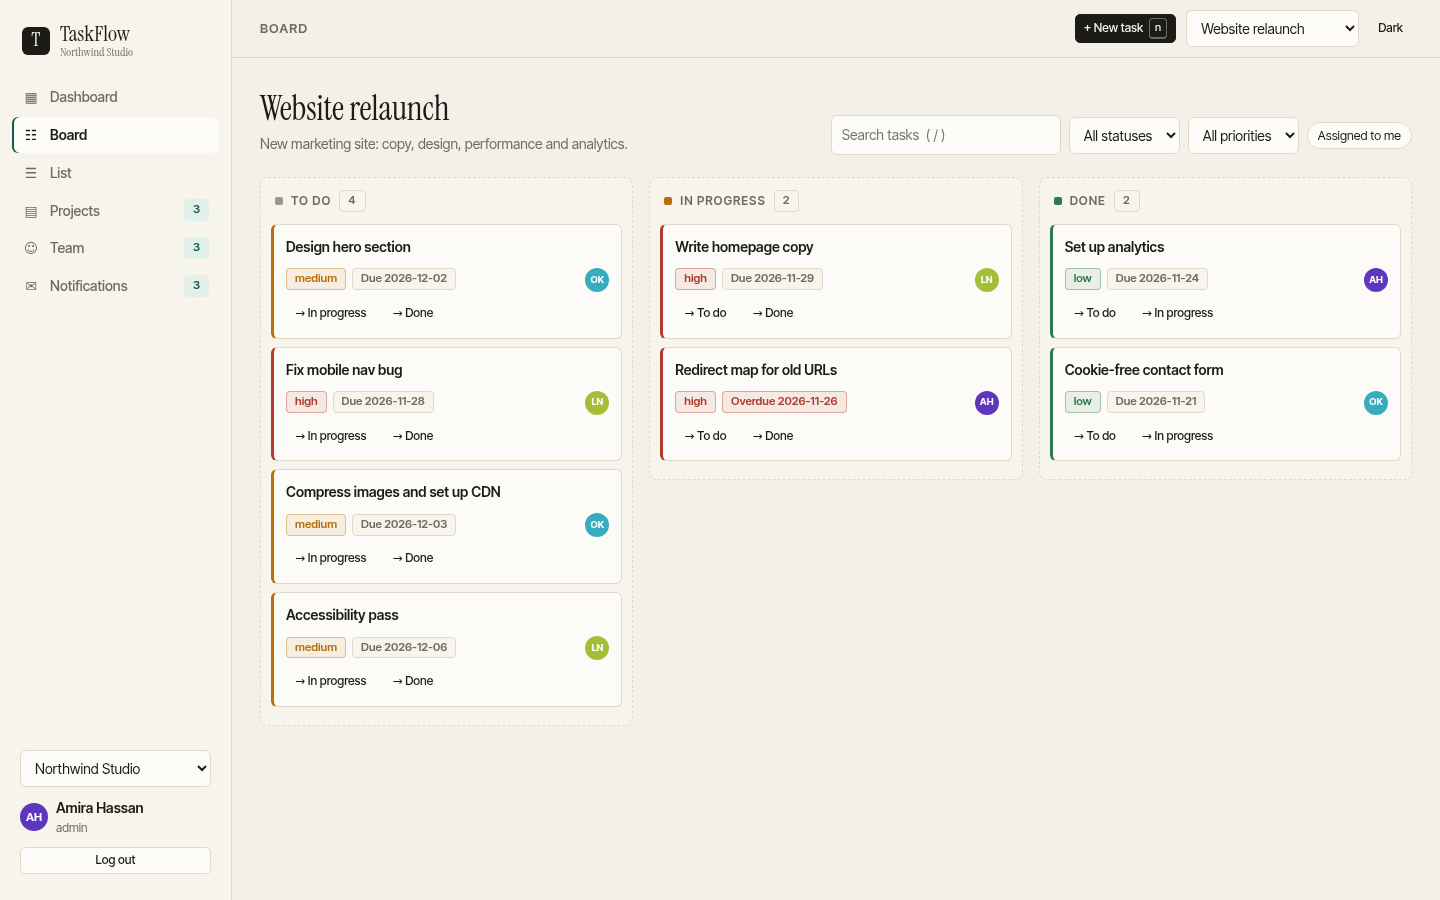 T
TaskFlow
Northwind Studio
Dashboard
Board
List
Projects 3
Team 3
Notifications 3
Northwind Studio
AH
Amira Hassan
admin
Log out
BOARD
+ New task n
Website relaunch
Dark
Website relaunch
New marketing site: copy, design, performance and analytics.
Search tasks ( / )
All statuses
All priorities
Assigned to me
TO DO 4
Design hero section
medium Due 2026-12-02 OK
→ In progress → Done
Fix mobile nav bug
high Due 2026-11-28 LN
→ In progress → Done
Compress images and set up CDN
medium Due 2026-12-03 OK
→ In progress → Done
Accessibility pass
medium Due 2026-12-06 LN
→ In progress → Done
IN PROGRESS 2
Write homepage copy
high Due 2026-11-29 LN
→ To do → Done
Redirect map for old URLs
high Overdue 2026-11-26 AH
→ To do → Done
DONE 2
Set up analytics
low Due 2026-11-24 AH
→ To do → In progress
Cookie-free contact form
low Due 2026-11-21 OK
→ To do → In progress